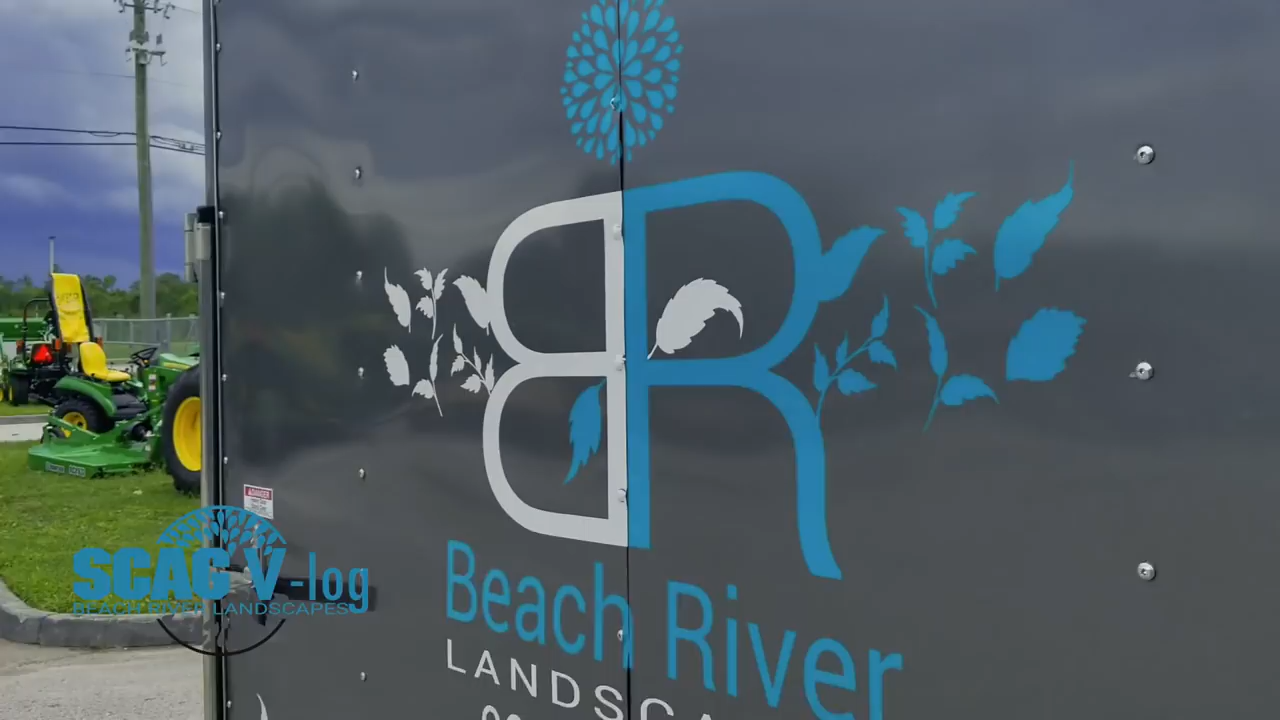 BR
Beach River
LANDSCA
DANGER
SCAG V-log
BEACH RIVER LANDSCAPES